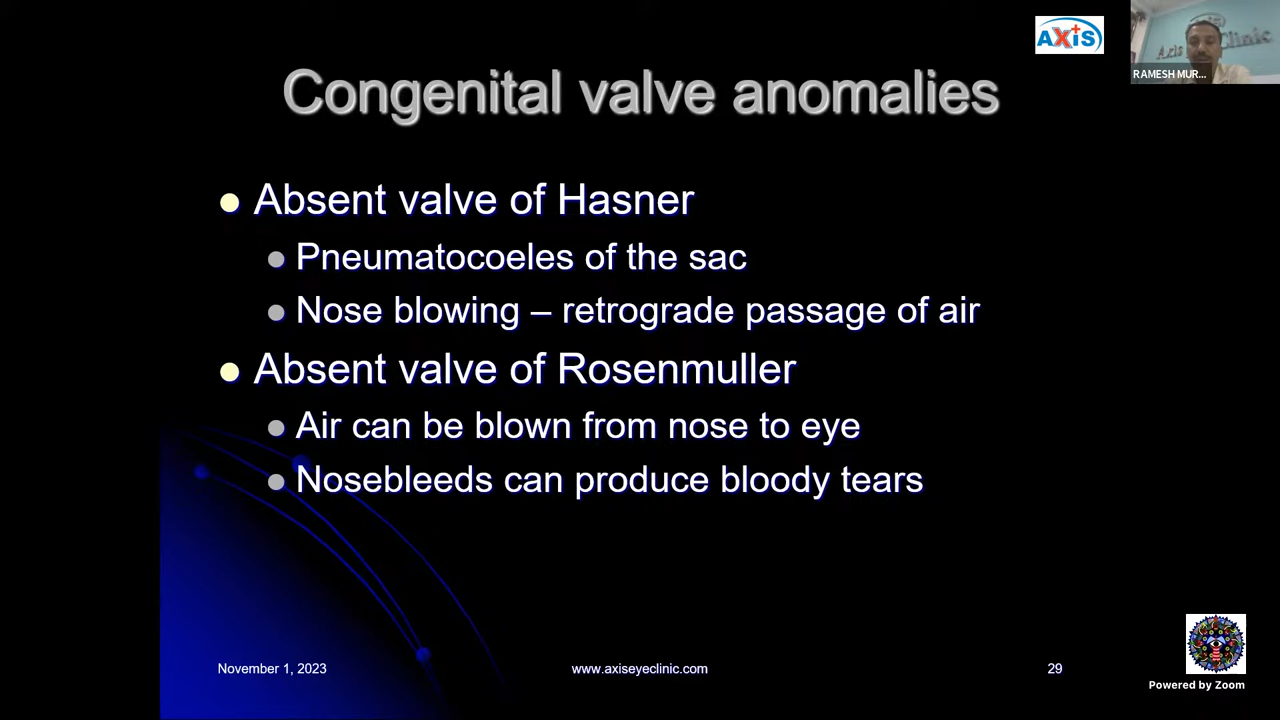 AXIS
Axis Clinic
RAMESH MUR...
Congenital valve anomalies
Absent valve of Hasner
Pneumatocoeles of the sac
Nose blowing – retrograde passage of air
Absent valve of Rosenmuller
Air can be blown from nose to eye
Nosebleeds can produce bloody tears
November 1, 2023
www.axiseyeclinic.com
29
Powered by Zoom